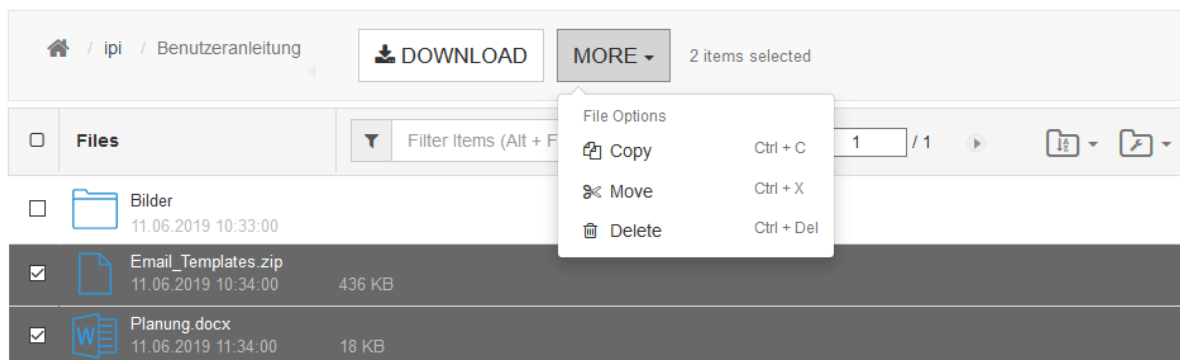 / ipi / Benutzeranleitung DOWNLOAD MORE 2 items selected
File Options
Files Filter Items (Alt + F 1 / 1
Copy Ctrl + C
Move Ctrl + X
Delete Ctrl + Del
Bilder
11.06.2019 10:33:00
Email_Templates.zip
11.06.2019 10:34:00 436 KB
Planung.docx
11.06.2019 11:34:00 18 KB